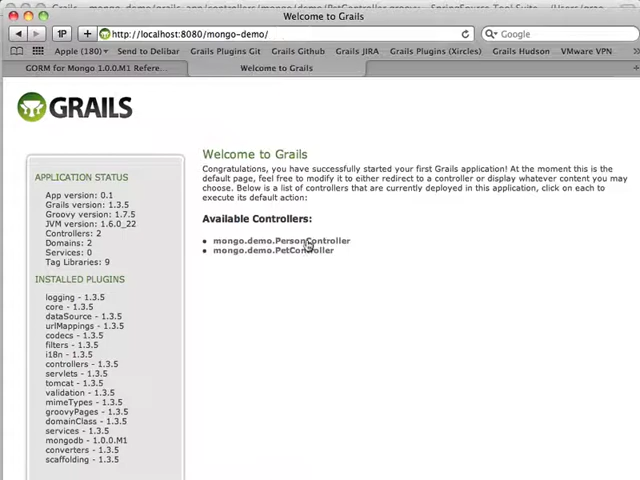 Welcome to Grails
1P
http://localhost:8080/mongo-demo/
Google
Apple (180)
Send to Delibar
Grails Plugins Git
Grails Github
Grails JIRA
Grails Plugins (Xircles)
Grails Hudson
VMware VPN
GORM for Mongo 1.0.0.M1 Refere...
Welcome to Grails
GRAILS
APPLICATION STATUS
App version: 0.1
Grails version: 1.3.5
Groovy version: 1.7.5
JVM version: 1.6.0_22
Controllers: 2
Domains: 2
Services: 0
Tag Libraries: 9
INSTALLED PLUGINS
logging - 1.3.5
core - 1.3.5
dataSource - 1.3.5
urlMappings - 1.3.5
codecs - 1.3.5
filters - 1.3.5
i18n - 1.3.5
controllers - 1.3.5
servlets - 1.3.5
tomcat - 1.3.5
validation - 1.3.5
mimeTypes - 1.3.5
groovyPages - 1.3.5
domainClass - 1.3.5
services - 1.3.5
mongodb - 1.0.0.M1
converters - 1.3.5
scaffolding - 1.3.5
Welcome to Grails
Congratulations, you have successfully started your first Grails application! At the moment this is the
default page, feel free to modify it to either redirect to a controller or display whatever content you may
choose. Below is a list of controllers that are currently deployed in this application, click on each to
execute its default action:
Available Controllers:
mongo.demo.PersonController
mongo.demo.PetController